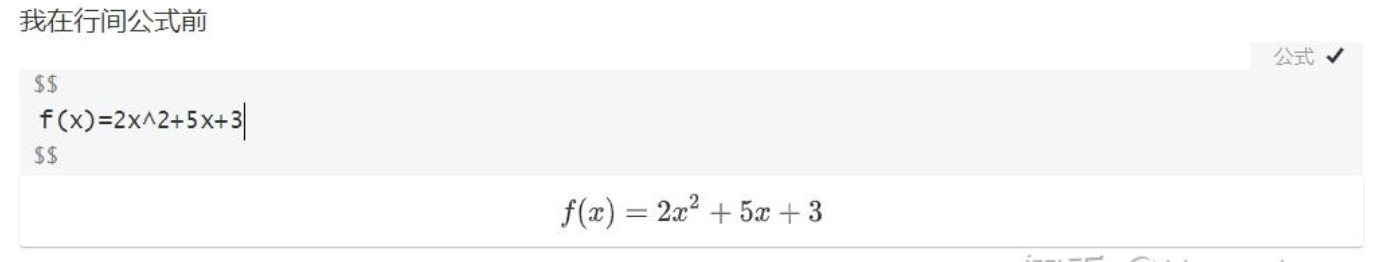 我在行间公式前
公式 ✔
$$
f(x)=2x^2+5x+3
$$
f(x) = 2x² + 5x + 3